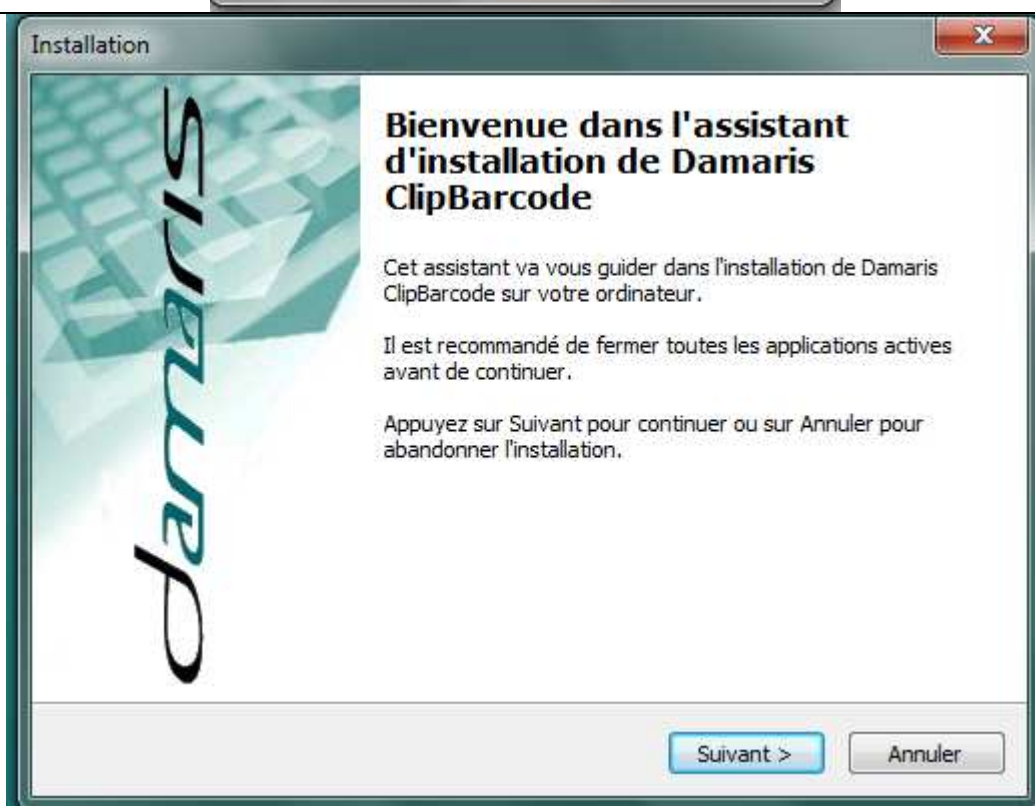 Installation
damaris
Bienvenue dans l'assistant
d'installation de Damaris
ClipBarcode
Cet assistant va vous guider dans l'installation de Damaris
ClipBarcode sur votre ordinateur.
Il est recommandé de fermer toutes les applications actives
avant de continuer.
Appuyez sur Suivant pour continuer ou sur Annuler pour
abandonner l'installation.
Suivant >
Annuler